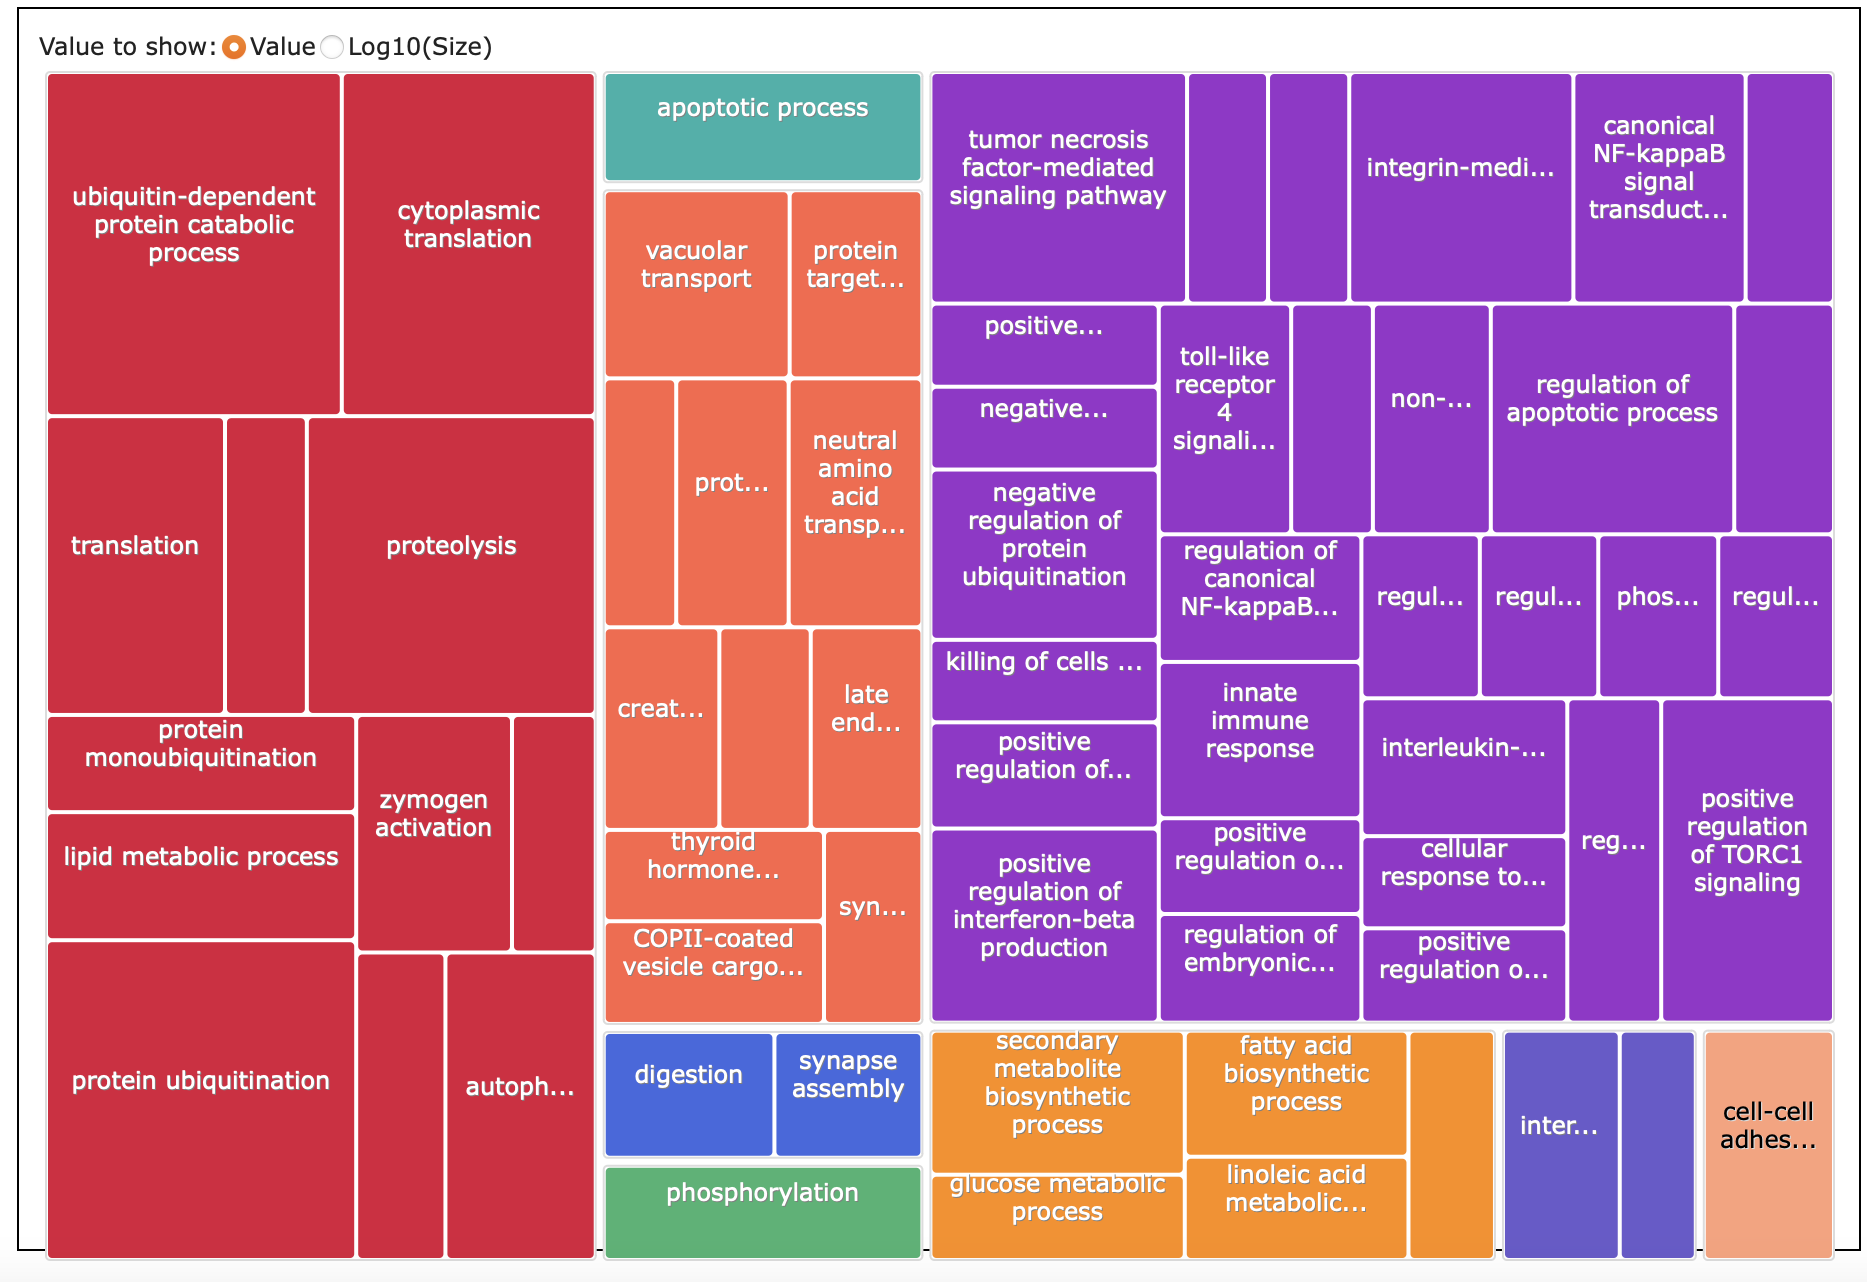 Value to show: Value Log10(Size)
ubiquitin-dependent
protein catabolic
process
cytoplasmic
translation
translation
proteolysis
protein
monoubiquitination
lipid metabolic process
zymogen
activation
protein ubiquitination
autoph...
apoptotic process
vacuolar
transport
protein
target...
prot...
neutral
amino
acid
transp...
creat...
late
end...
thyroid
hormone...
COPII-coated
vesicle cargo...
syn...
digestion
synapse
assembly
phosphorylation
tumor necrosis
factor-mediated
signaling pathway
integrin-medi...
canonical
NF-kappaB
signal
transduct...
positive...
negative...
negative
regulation of
protein
ubiquitination
killing of cells ...
positive
regulation of...
positive
regulation of
interferon-beta
production
toll-like
receptor
4
signali...
non-...
regulation of
apoptotic process
regulation of
canonical
NF-kappaB...
innate
immune
response
positive
regulation o...
regulation of
embryonic...
regul...
regul...
phos...
regul...
interleukin-...
cellular
response to...
positive
regulation o...
reg...
positive
regulation
of TORC1
signaling
secondary
metabolite
biosynthetic
process
glucose metabolic
process
fatty acid
biosynthetic
process
linoleic acid
metabolic...
inter...
cell-cell
adhes...